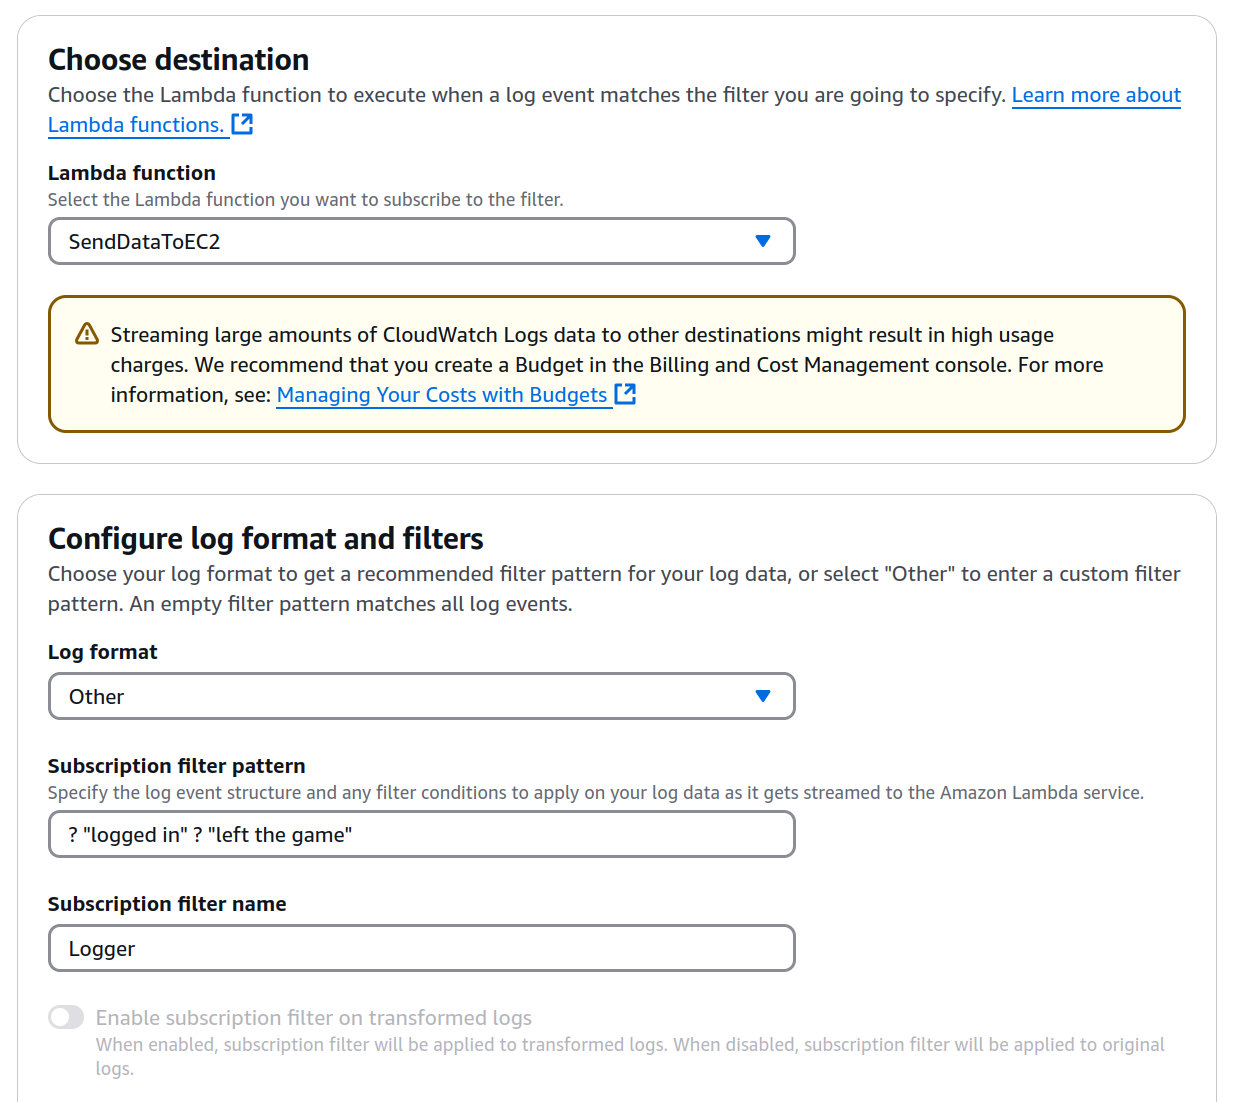 Choose destination
Choose the Lambda function to execute when a log event matches the filter you are going to specify. Learn more about
Lambda functions.
Lambda function
Select the Lambda function you want to subscribe to the filter.
SendDataToEC2
Streaming large amounts of CloudWatch Logs data to other destinations might result in high usage
charges. We recommend that you create a Budget in the Billing and Cost Management console. For more
information, see: Managing Your Costs with Budgets
Configure log format and filters
Choose your log format to get a recommended filter pattern for your log data, or select "Other" to enter a custom filter
pattern. An empty filter pattern matches all log events.
Log format
Other
Subscription filter pattern
Specify the log event structure and any filter conditions to apply on your log data as it gets streamed to the Amazon Lambda service.
? "logged in" ? "left the game"
Subscription filter name
Logger
Enable subscription filter on transformed logs
When enabled, subscription filter will be applied to transformed logs. When disabled, subscription filter will be applied to original
logs.